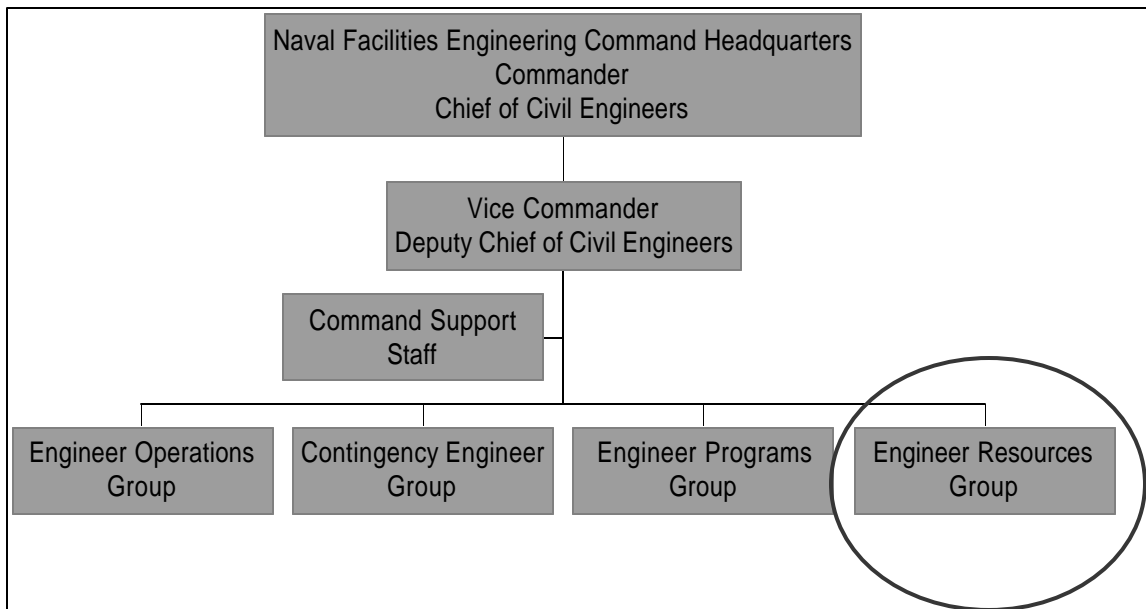 Naval Facilities Engineering Command Headquarters
Commander
Chief of Civil Engineers
Vice Commander
Deputy Chief of Civil Engineers
Command Support
Staff
Engineer Operations
Group
Contingency Engineer
Group
Engineer Programs
Group
Engineer Resources
Group